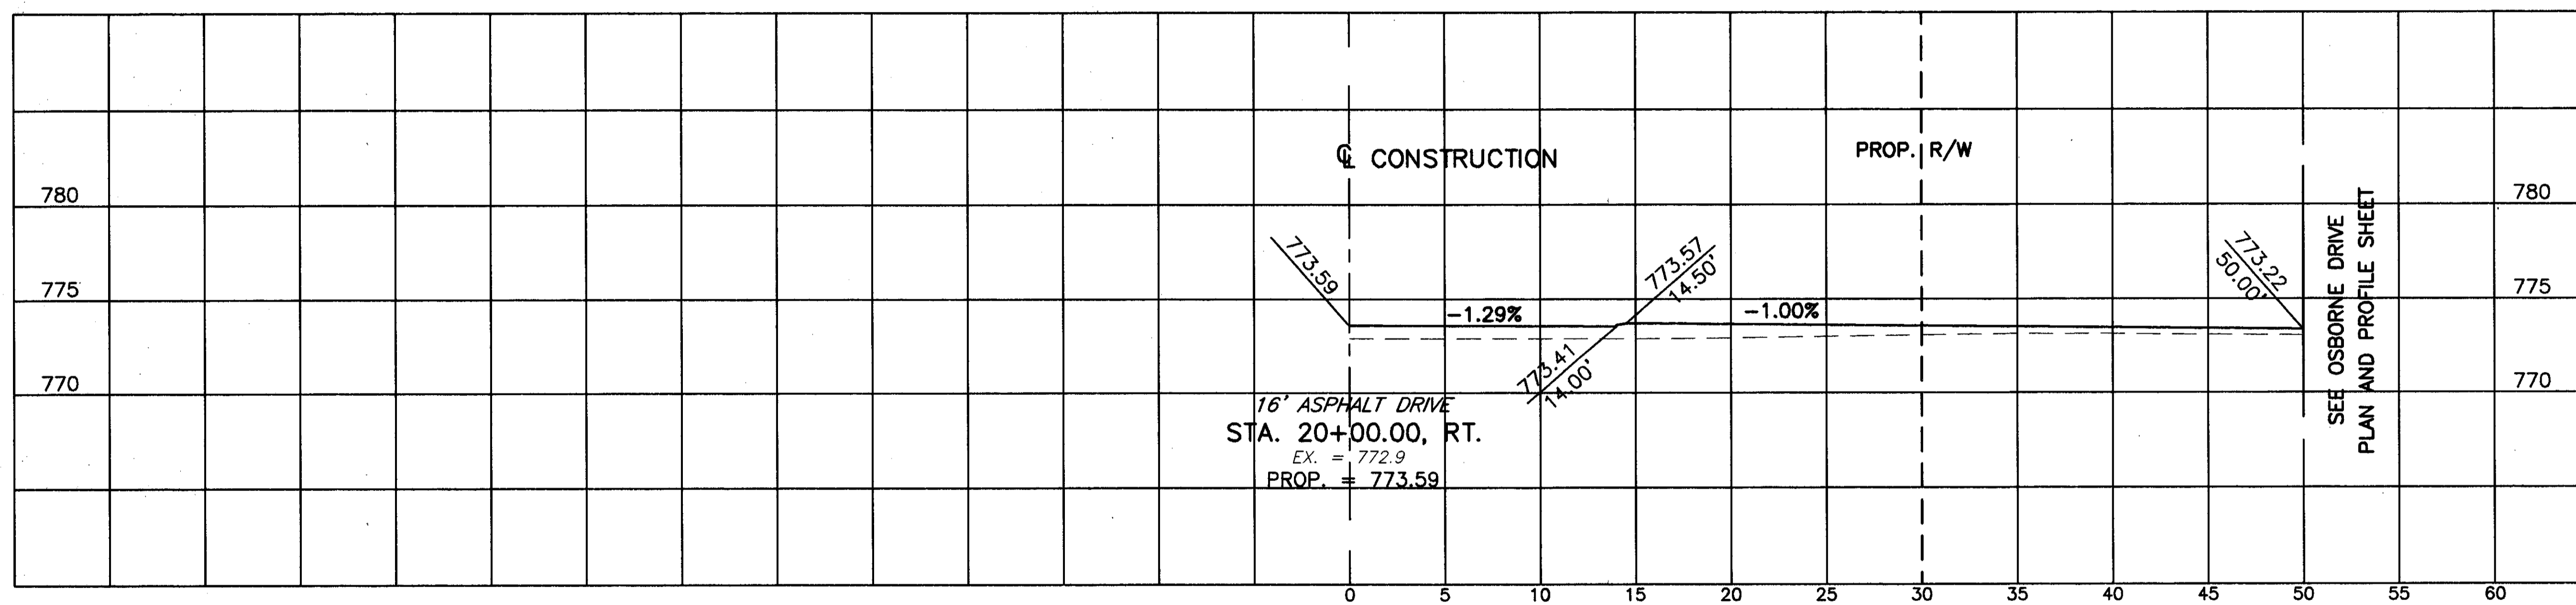 ℄ CONSTRUCTION
PROP. R/W
780
780
773.59
773.57
14.50'
773.22
50.00'
SEE OSBORNE DRIVE
PLAN AND PROFILE SHEET
775
775
-1.29%
-1.00%
773.41
14.00'
770
770
16' ASPHALT DRIVE
STA. 20+00.00, RT.
EX. = 772.9
PROP. = 773.59
0 5 10 15 20 25 30 35 40 45 50 55 60